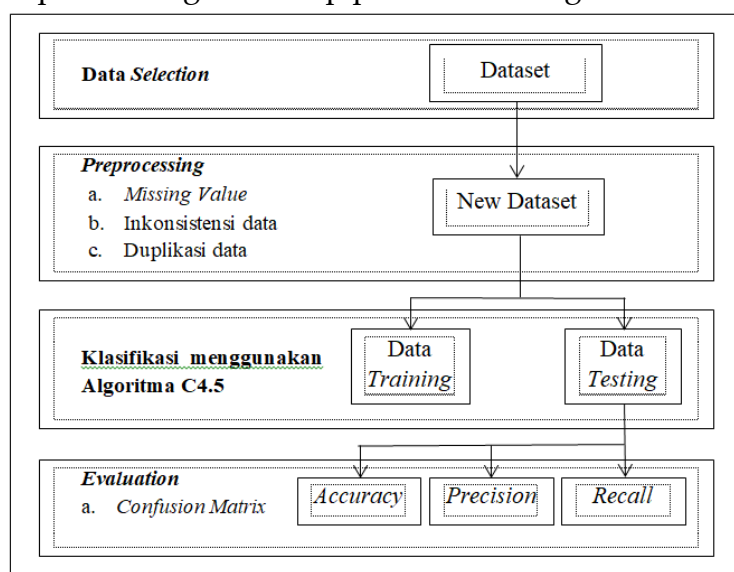 Data Selection
Dataset
Preprocessing
a. Missing Value
b. Inkonsistensi data
c. Duplikasi data
New Dataset
Klasifikasi menggunakan
Algoritma C4.5
Data
Training
Data
Testing
Evaluation
a. Confusion Matrix
Accuracy
Precision
Recall